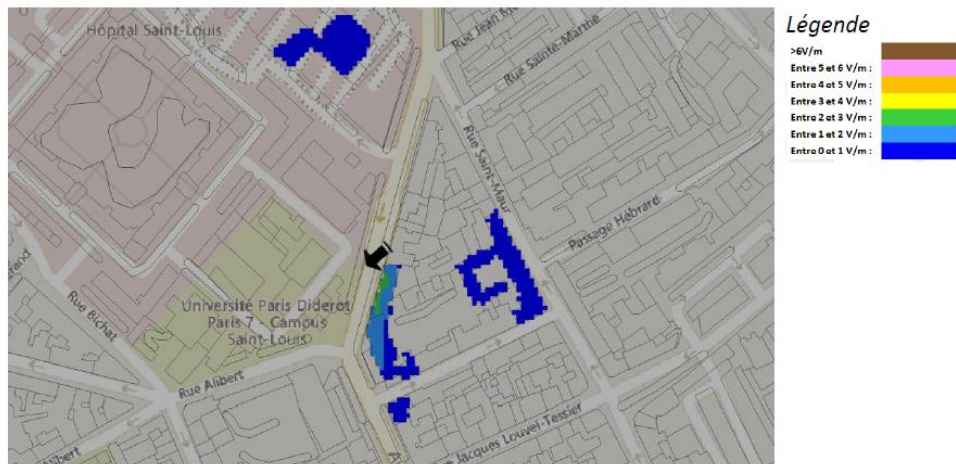 Hôpital Saint-Louis
Rue Jean M
Rue Sainte-Marthe
Rue Saint-Maur
Passage Hébrard
Université Paris Diderot
Paris 7 - Campus
Saint-Louis
Rue Bichat
Rue Alibert
Alibert
Jacques Louvel-Tessier
Légende
>6V/m
Entre 5 et 6 V/m :
Entre 4 et 5 V/m :
Entre 3 et 4 V/m :
Entre 2 et 3 V/m :
Entre 1 et 2 V/m :
Entre 0 et 1 V/m :